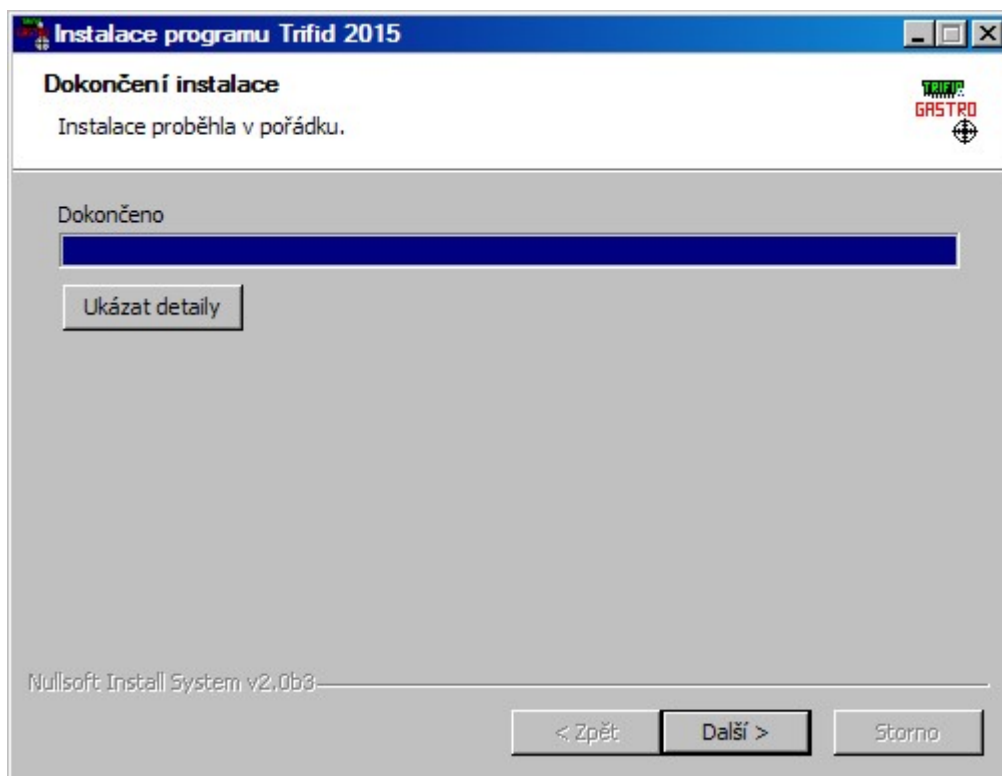 Instalace programu Trifid 2015
Dokončení instalace
Instalace proběhla v pořádku.
TRIFID
GASTRO
Dokončeno
Ukázat detaily
Nullsoft Install System v2.0b3
< Zpět
Další >
Storno